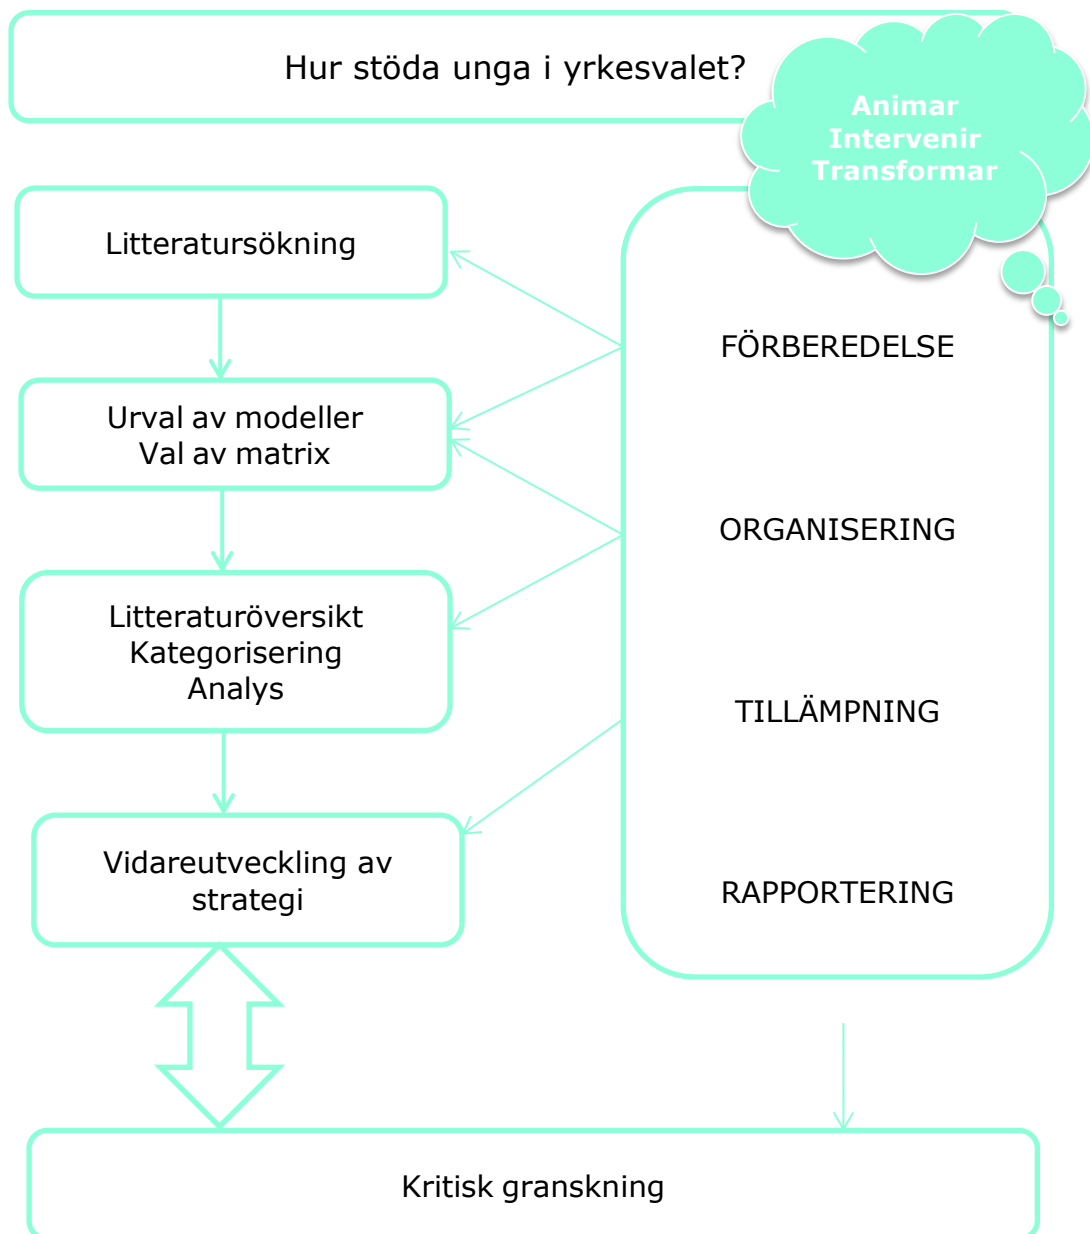 Hur stöda unga i yrkesvalet?
Animar
Intervenir
Transformar
Litteratursökning
Urval av modeller
Val av matrix
Litteraturöversikt
Kategorisering
Analys
Vidareutveckling av
strategi
FÖRBEREDELSE
ORGANISERING
TILLÄMPNING
RAPPORTERING
Kritisk granskning